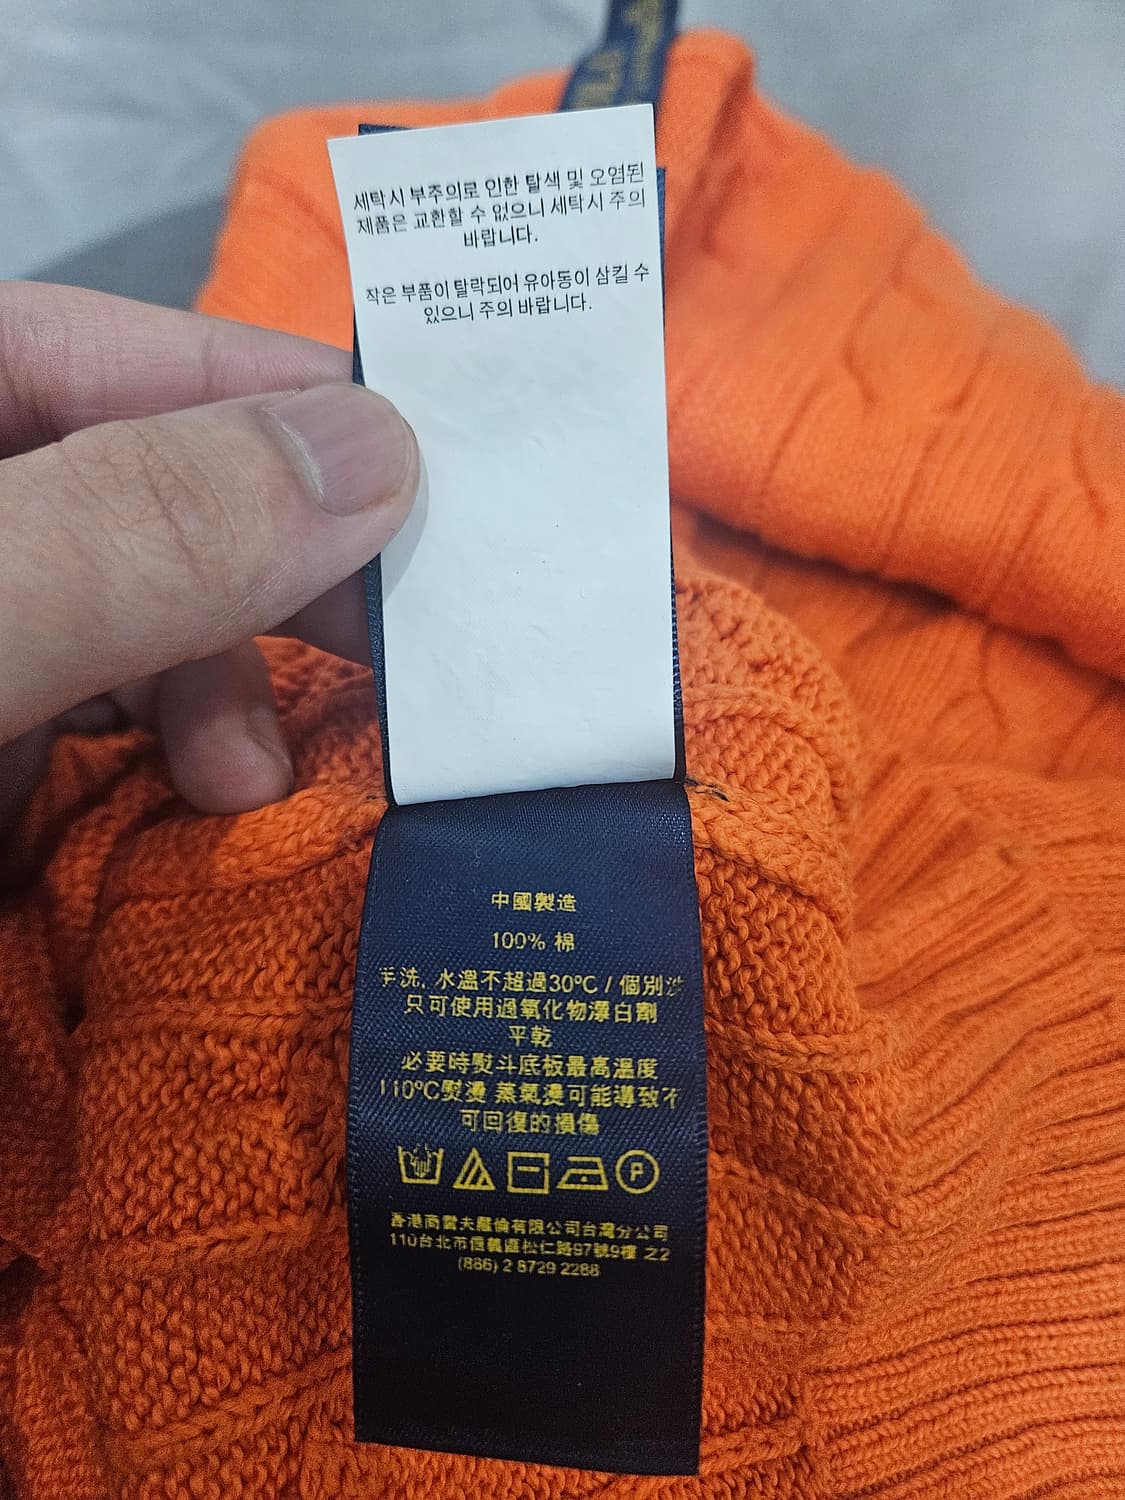 세탁시 부주의로 인한 탈색 및 오염된
제품은 교환할 수 없으니 세탁시 주의
바랍니다.
작은 부품이 탈락되어 유아동이 삼킬 수
있으니 주의 바랍니다.
中國製造
100% 棉
手洗, 水溫不超過30ºC / 個別洗
只可使用過氧化物漂白劑
平乾
必要時熨斗底板最高溫度
110ºC熨燙 蒸氣燙可能導致不
可回復的損傷
P
香港商雷夫羅倫有限公司台灣分公司
110台北市信義區松仁路97號9樓 之2
(886) 2 8729 2288